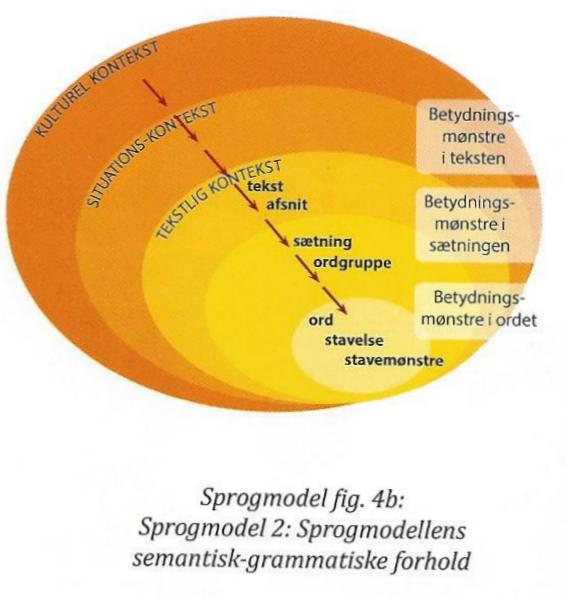 KULTUREL KONTEKST
SITUATIONS-KONTEKST
TEKSTLIG KONTEKST
tekst
afsnit
sætning
ordgruppe
ord
stavelse
stavemønstre
Betydnings-
mønstre
i teksten
Betydnings-
mønstre i
sætningen
Betydnings-
mønstre i ordet
Sprogmodel fig. 4b:
Sprogmodel 2: Sprogmodellens
semantisk-grammatiske forhold